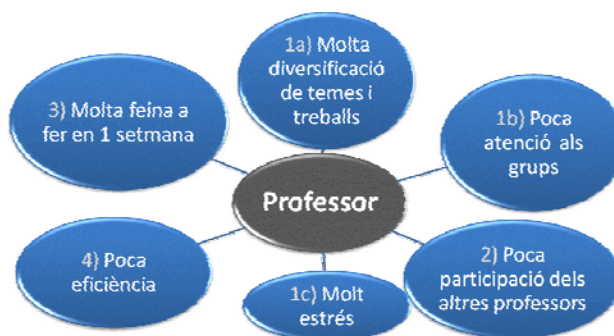 1a) Molta
diversificació
de temes i
treballs
3) Molta feina a
fer en 1 setmana
1b) Poca
atenció als
grups
Professor
4) Poca
eficiència
2) Poca
participació dels
altres professors
1c) Molt
estrés